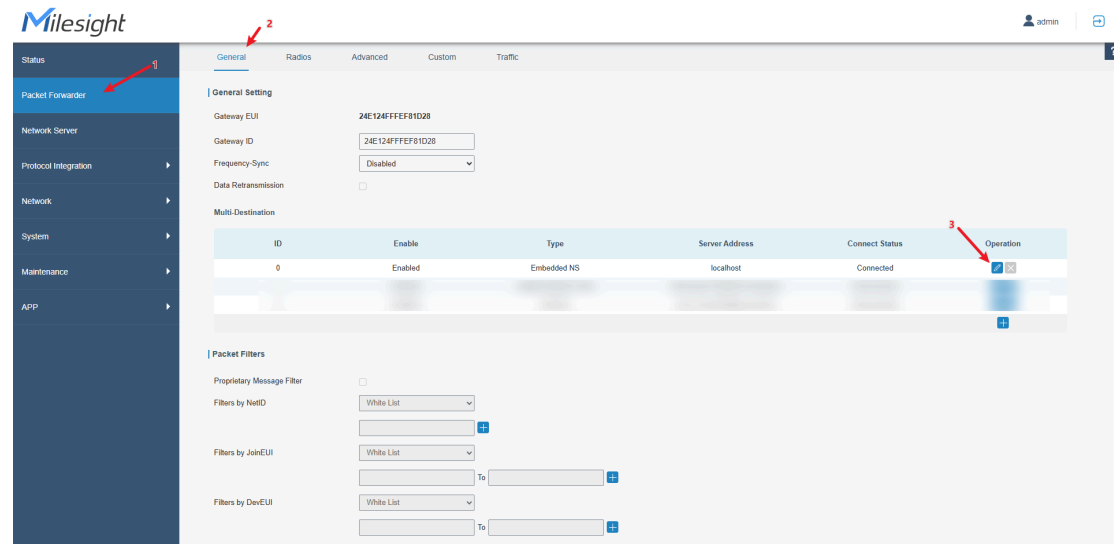 Milesight
2
admin
?
Status
1
General Radios Advanced Custom Traffic
Packet Forwarder
General Setting
Gateway EUI 24E124FFFEF81D28
Network Server
Gateway ID 24E124FFFEF81D28
Protocol Integration
Frequency-Sync Disabled
Data Retransmission
Network
Multi-Destination
System
3
ID Enable Type Server Address Connect Status Operation
Maintenance
0 Enabled Embedded NS localhost Connected
APP
Packet Filters
Proprietary Message Filter
Filters by NetID White List
Filters by JoinEUI White List
To
Filters by DevEUI White List
To